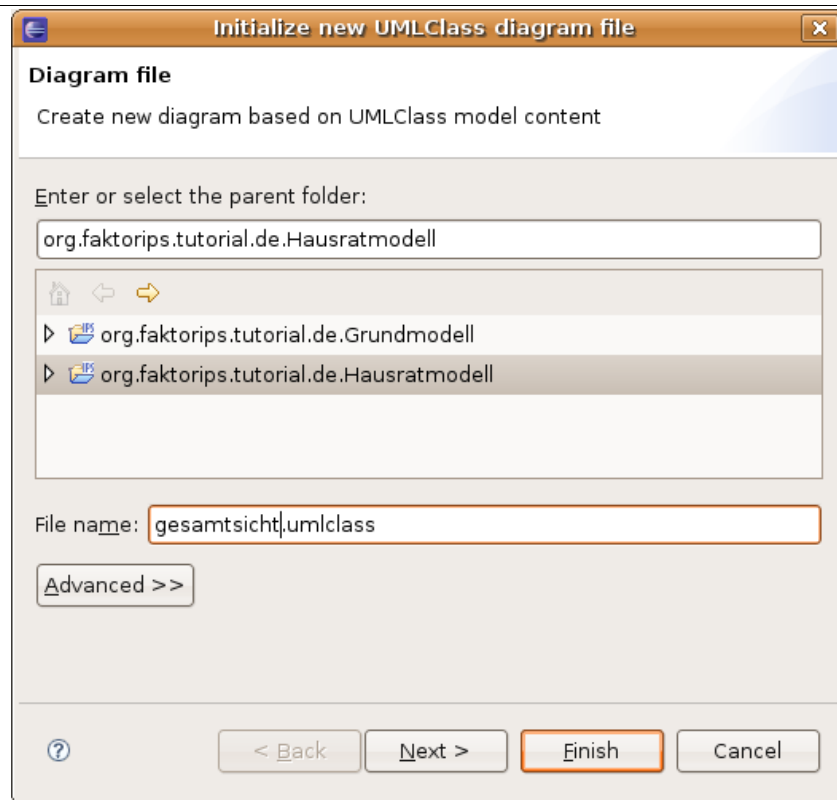 Initialize new UMLClass diagram file
Diagram file
Create new diagram based on UMLClass model content
Enter or select the parent folder:
org.faktorips.tutorial.de.Hausratmodell
org.faktorips.tutorial.de.Grundmodell
org.faktorips.tutorial.de.Hausratmodell
File name: gesamtsicht.umlclass
Advanced >>
< Back Next > Finish Cancel